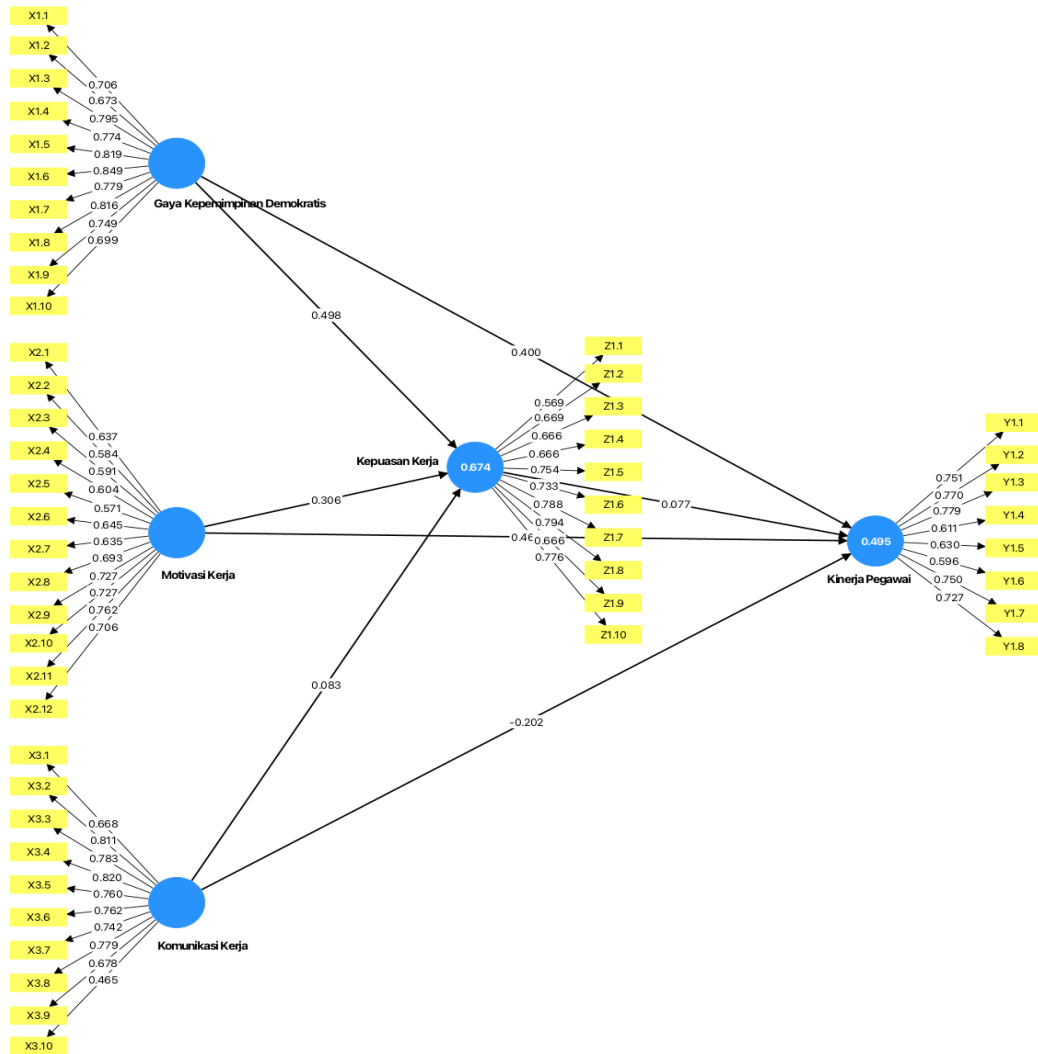 X1.1
X1.2
X1.3
X1.4
X1.5
X1.6
X1.7
X1.8
X1.9
X1.10
0.706
0.673
0.795
0.774
0.819
0.849
0.779
0.816
0.749
0.699
Gaya Kepemimpinan Demokratis
0.498
0.400
X2.1
X2.2
X2.3
X2.4
X2.5
X2.6
X2.7
X2.8
X2.9
X2.10
X2.11
X2.12
0.637
0.584
0.591
0.604
0.571
0.645
0.635
0.693
0.727
0.727
0.762
0.706
Motivasi Kerja
0.306
Kepuasan Kerja
0.674
Z1.1
Z1.2
Z1.3
Z1.4
Z1.5
Z1.6
Z1.7
Z1.8
Z1.9
Z1.10
0.569
0.669
0.666
0.666
0.754
0.733
0.788
0.794
0.666
0.776
0.077
X3.1
X3.2
X3.3
X3.4
X3.5
X3.6
X3.7
X3.8
X3.9
X3.10
0.668
0.811
0.783
0.820
0.760
0.762
0.742
0.779
0.678
0.465
Komunikasi Kerja
0.083
-0.202
0.495
Kinerja Pegawai
Y1.1
Y1.2
Y1.3
Y1.4
Y1.5
Y1.6
Y1.7
Y1.8
0.751
0.770
0.779
0.611
0.630
0.596
0.750
0.727